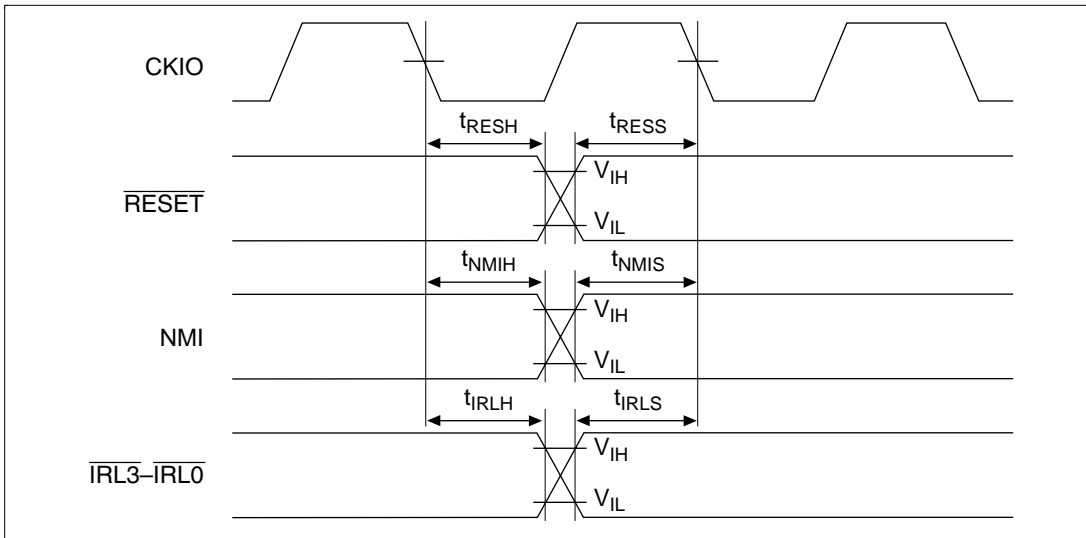 CKIO
tRESH tRESS
RESET
VIH
VIL
tNMIH tNMIS
NMI
VIH
VIL
tIRLH tIRLS
IRL3–IRL0
VIH
VIL